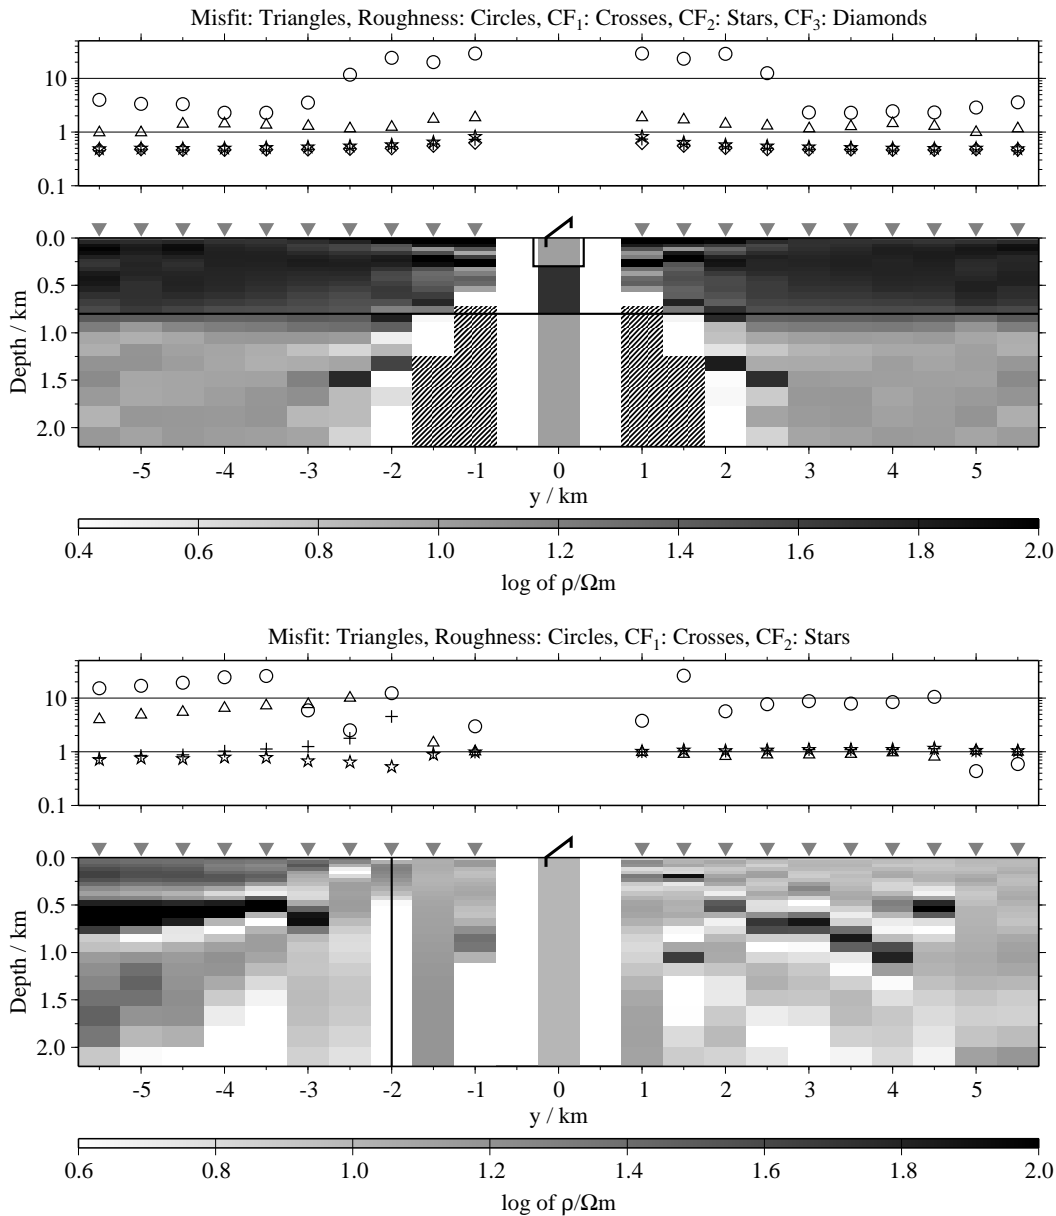 Misfit: Triangles, Roughness: Circles, CF1: Crosses, CF2: Stars, CF3: Diamonds
10
1
0.1
0.0
0.5
1.0
1.5
2.0
Depth / km
-5 -4 -3 -2 -1 0 1 2 3 4 5
y / km
0.4 0.6 0.8 1.0 1.2 1.4 1.6 1.8 2.0
log of ρ/Ωm
Misfit: Triangles, Roughness: Circles, CF1: Crosses, CF2: Stars
10
1
0.1
0.0
0.5
1.0
1.5
2.0
Depth / km
-5 -4 -3 -2 -1 0 1 2 3 4 5
y / km
0.6 0.8 1.0 1.2 1.4 1.6 1.8 2.0
log of ρ/Ωm